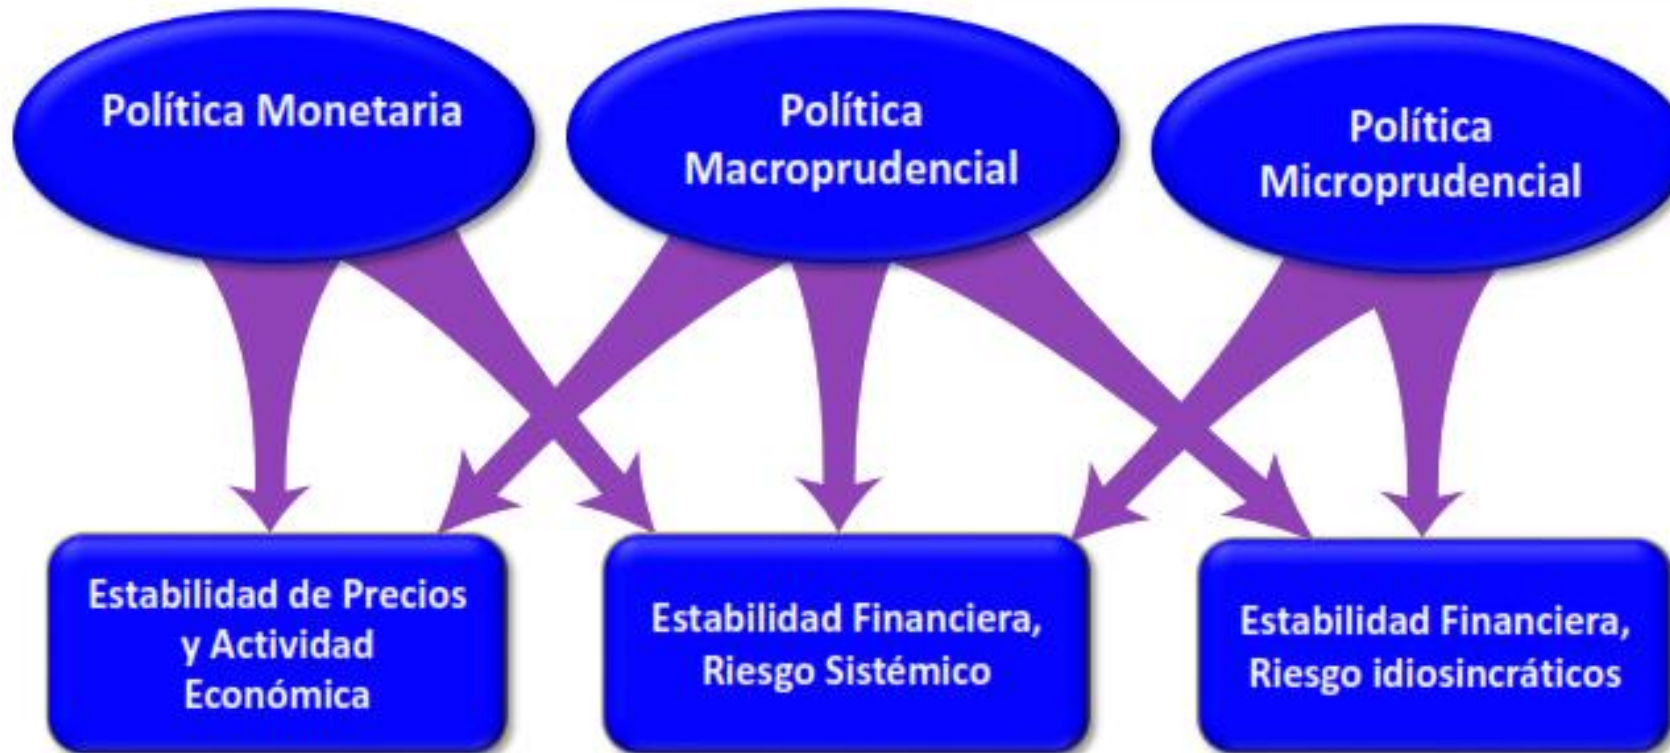 Política Monetaria
Política
Macroprudencial
Política
Microprudencial
Estabilidad de Precios
y Actividad
Económica
Estabilidad Financiera,
Riesgo Sistémico
Estabilidad Financiera,
Riesgo idiosincráticos